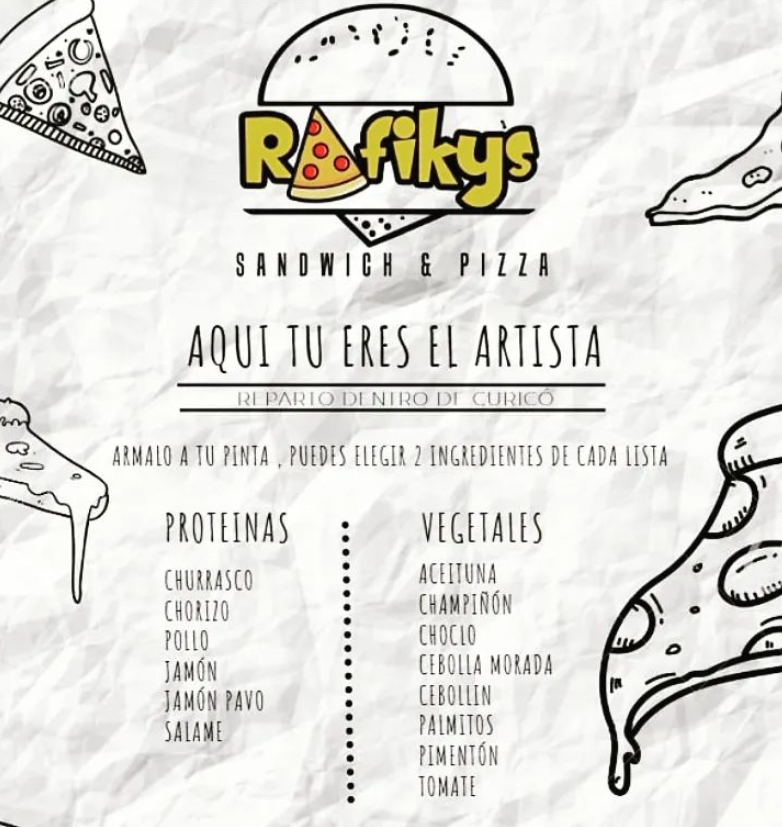 Rafiky's
SANDWICH & PIZZA
AQUI TU ERES EL ARTISTA
REPARTO DENTRO DE CURICÓ
ARMALO A TU PINTA , PUEDES ELEGIR 2 INGREDIENTES DE CADA LISTA
PROTEINAS
CHURRASCO
CHORIZO
POLLO
JAMÓN
JAMÓN PAVO
SALAME
VEGETALES
ACEITUNA
CHAMPIÑÓN
CHOCLO
CEBOLLA MORADA
CEBOLLIN
PALMITOS
PIMENTÓN
TOMATE